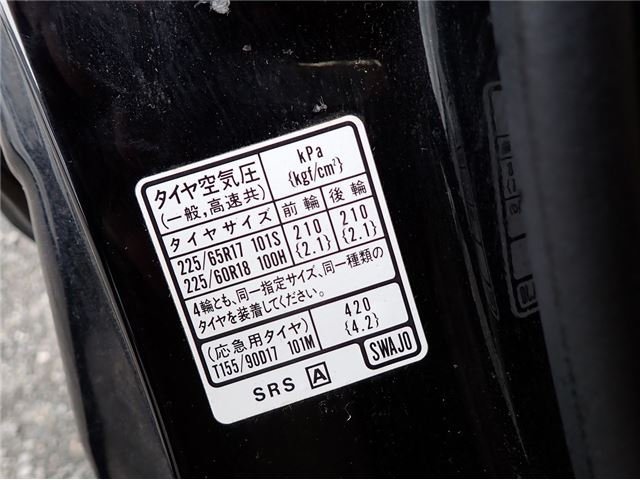 タイヤ空気圧
(一般,高速共)
kPa
{kgf/cm²}
タイヤサイズ 前輪 後輪
225/65R17 101S
225/60R18 100H
210
{2.1}
210
{2.1}
4輪とも、同一指定サイズ、同一種類の
タイヤを装着してください。
(応急用タイヤ)
T155/90D17 101M
420
{4.2}
SRS A
SWAJ0